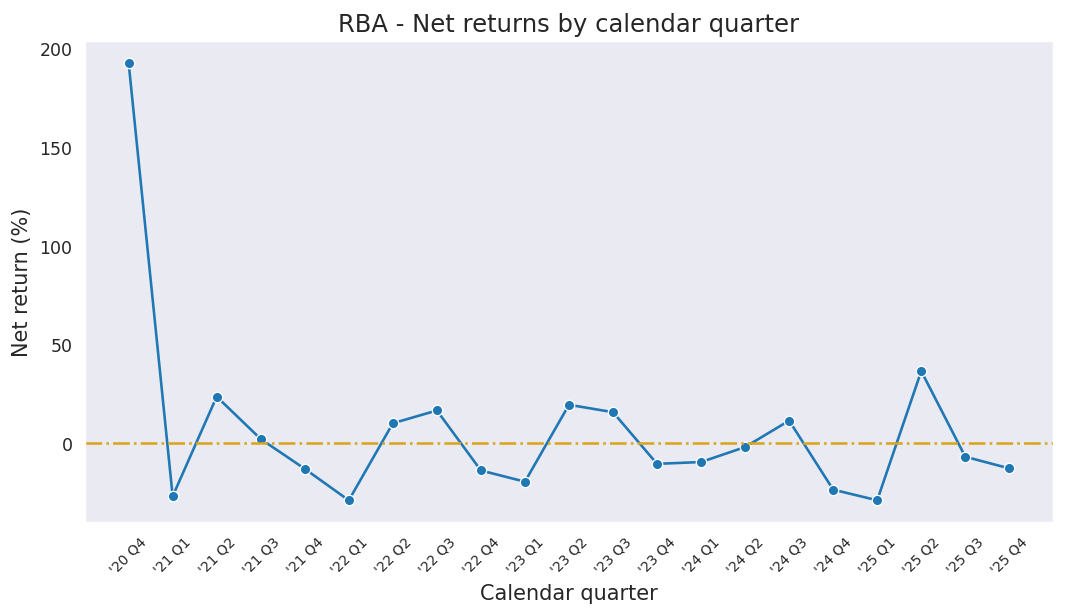 RBA - Net returns by calendar quarter
Net return (%)
200
150
100
50
0
'20 Q4
'21 Q1
'21 Q2
'21 Q3
'21 Q4
'22 Q1
'22 Q2
'22 Q3
'22 Q4
'23 Q1
'23 Q2
'23 Q3
'23 Q4
'24 Q1
'24 Q2
'24 Q3
'24 Q4
'25 Q1
'25 Q2
'25 Q3
'25 Q4
Calendar quarter